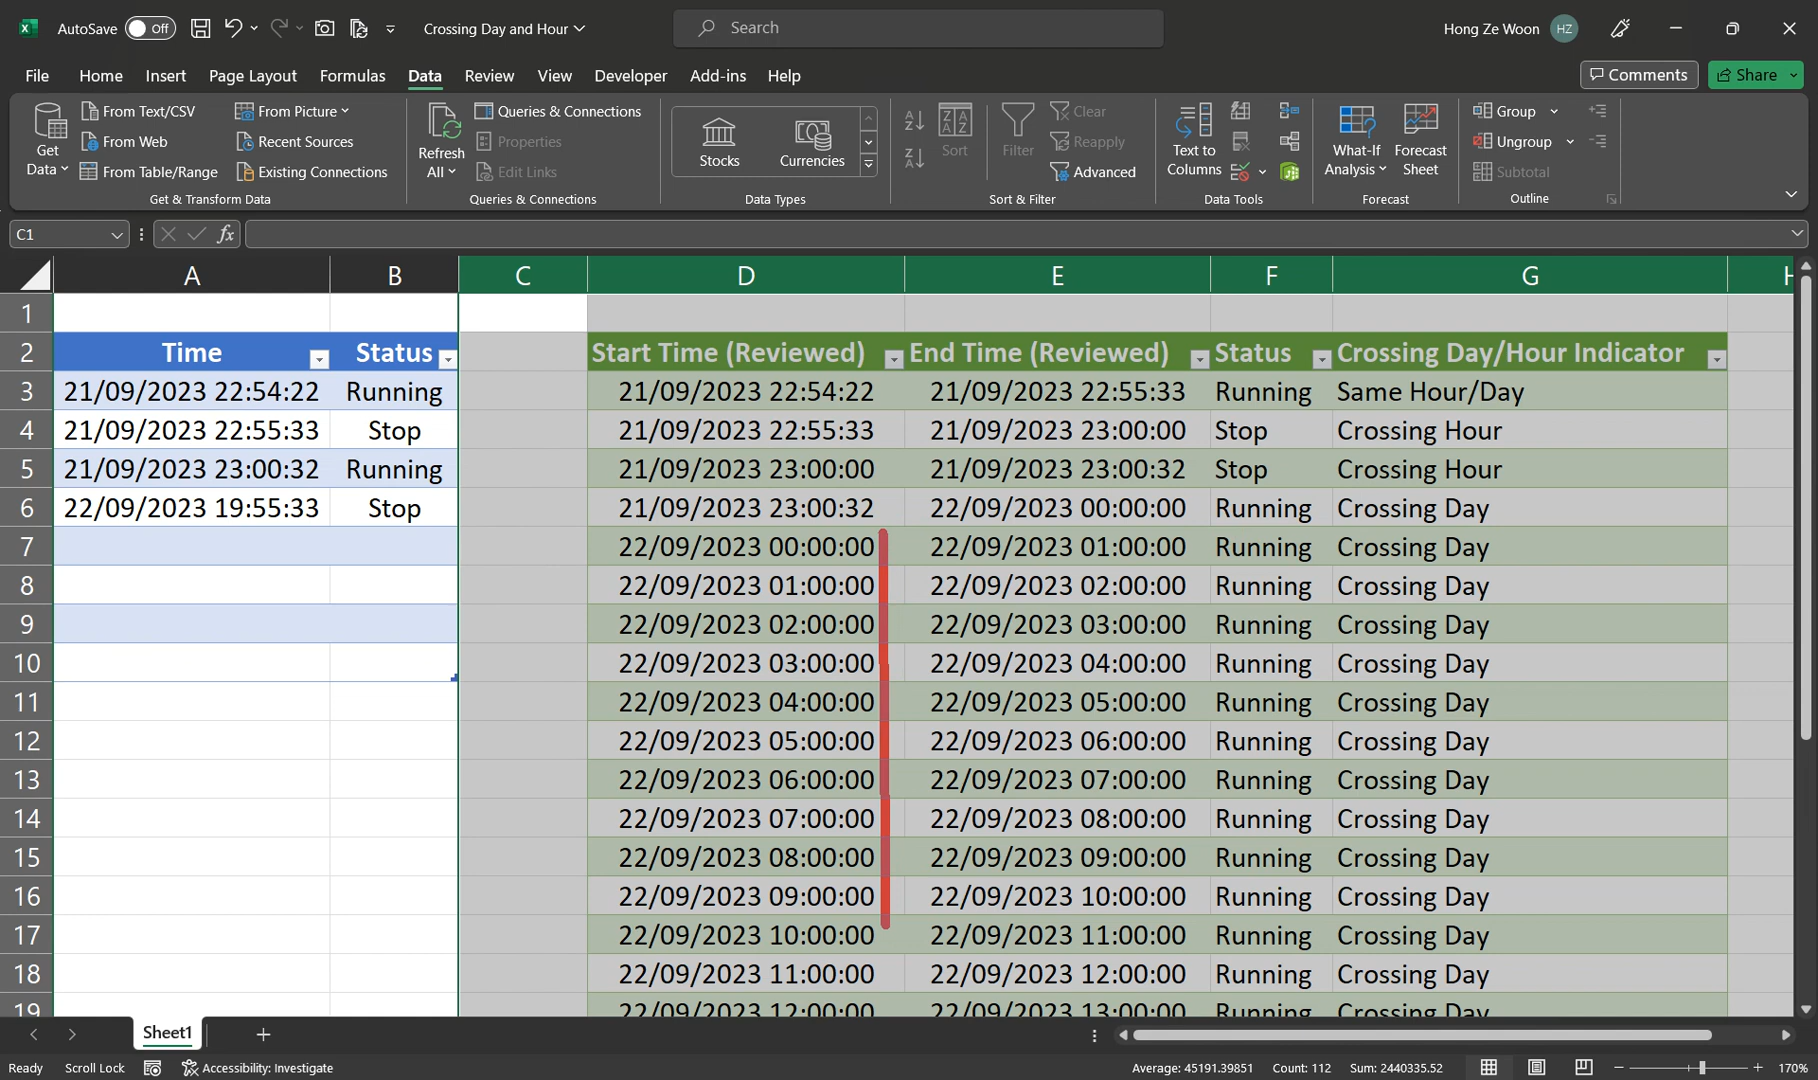 AutoSave Off Crossing Day and Hour Search Hong Ze Woon HZ
File Home Insert Page Layout Formulas Data Review View Developer Add-ins Help Comments Share
Get Data
From Text/CSV
From Web
From Table/Range
From Picture
Recent Sources
Existing Connections
Get & Transform Data
Refresh All
Queries & Connections
Properties
Edit Links
Queries & Connections
Stocks Currencies
Data Types
Sort
Filter
Clear
Reapply
Advanced
Sort & Filter
Text to Columns
Data Tools
What-If Analysis
Forecast Sheet
Forecast
Group
Ungroup
Subtotal
Outline
C1 fx
A B C D E F G H
1
2 Time Status Start Time (Reviewed) End Time (Reviewed) Status Crossing Day/Hour Indicator
3 21/09/2023 22:54:22 Running 21/09/2023 22:54:22 21/09/2023 22:55:33 Running Same Hour/Day
4 21/09/2023 22:55:33 Stop 21/09/2023 22:55:33 21/09/2023 23:00:00 Stop Crossing Hour
5 21/09/2023 23:00:32 Running 21/09/2023 23:00:00 21/09/2023 23:00:32 Stop Crossing Hour
6 22/09/2023 19:55:33 Stop 21/09/2023 23:00:32 22/09/2023 00:00:00 Running Crossing Day
7 22/09/2023 00:00:00 22/09/2023 01:00:00 Running Crossing Day
8 22/09/2023 01:00:00 22/09/2023 02:00:00 Running Crossing Day
9 22/09/2023 02:00:00 22/09/2023 03:00:00 Running Crossing Day
10 22/09/2023 03:00:00 22/09/2023 04:00:00 Running Crossing Day
11 22/09/2023 04:00:00 22/09/2023 05:00:00 Running Crossing Day
12 22/09/2023 05:00:00 22/09/2023 06:00:00 Running Crossing Day
13 22/09/2023 06:00:00 22/09/2023 07:00:00 Running Crossing Day
14 22/09/2023 07:00:00 22/09/2023 08:00:00 Running Crossing Day
15 22/09/2023 08:00:00 22/09/2023 09:00:00 Running Crossing Day
16 22/09/2023 09:00:00 22/09/2023 10:00:00 Running Crossing Day
17 22/09/2023 10:00:00 22/09/2023 11:00:00 Running Crossing Day
18 22/09/2023 11:00:00 22/09/2023 12:00:00 Running Crossing Day
19 22/09/2023 12:00:00 22/09/2023 13:00:00 Running Crossing Day
Sheet1
Ready Scroll Lock Accessibility: Investigate Average: 45191.39851 Count: 112 Sum: 2440335.52 170%